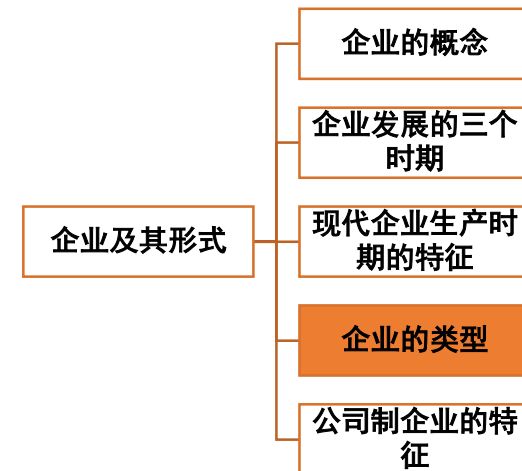 企业的概念
企业发展的三个
时期
企业及其形式
现代企业生产时
期的特征
企业的类型
公司制企业的特
征